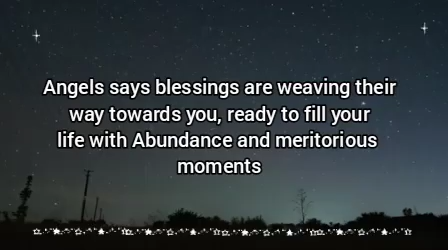 Angels says blessings are weaving their
way towards you, ready to fill your
life with Abundance and meritorious
moments